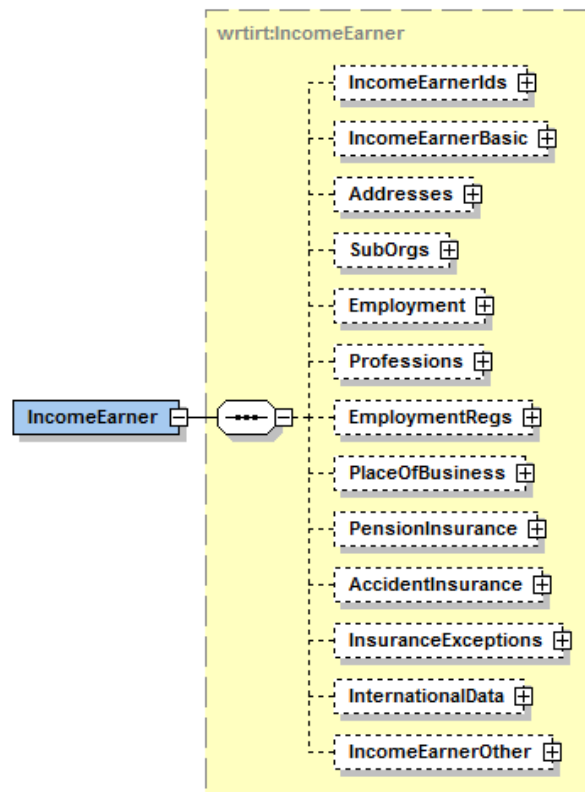 wrtirt:IncomeEarner
IncomeEarnerIds
IncomeEarnerBasic
Addresses
SubOrgs
Employment
Professions
IncomeEarner
EmploymentRegs
PlaceOfBusiness
PensionInsurance
AccidentInsurance
InsuranceExceptions
InternationalData
IncomeEarnerOther